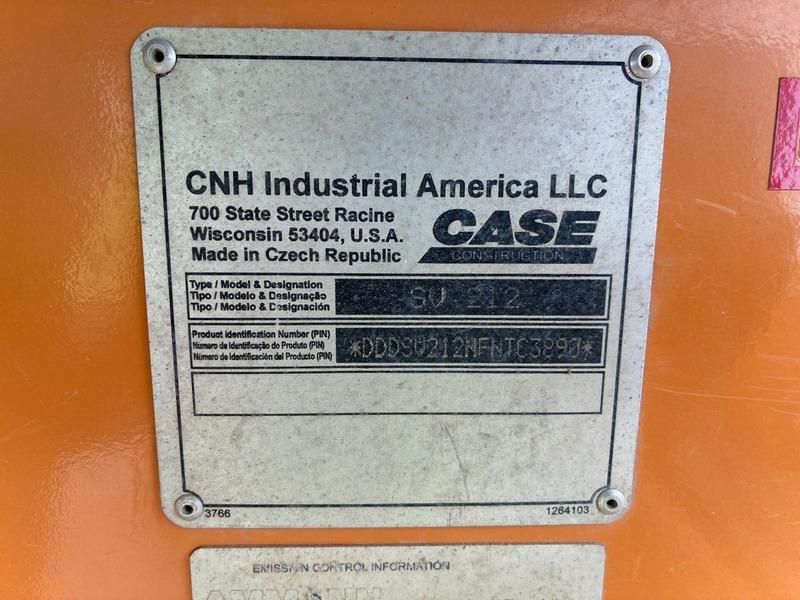 CNH Industrial America LLC
700 State Street Racine
Wisconsin 53404, U.S.A.
Made in Czech Republic
CASE
CONSTRUCTION
Type / Model & Designation
Tipo / Modelo & Designação
Tipo / Modelo & Designación
SV 212
Product Identification Number (PIN)
Número de Identificação do Produto (PIN)
Número de Identificación del Producto (PIN)
*DDDSV212NFNTC3890*
3766
1264103
EMISSION CONTROL INFORMATION
AMMANN